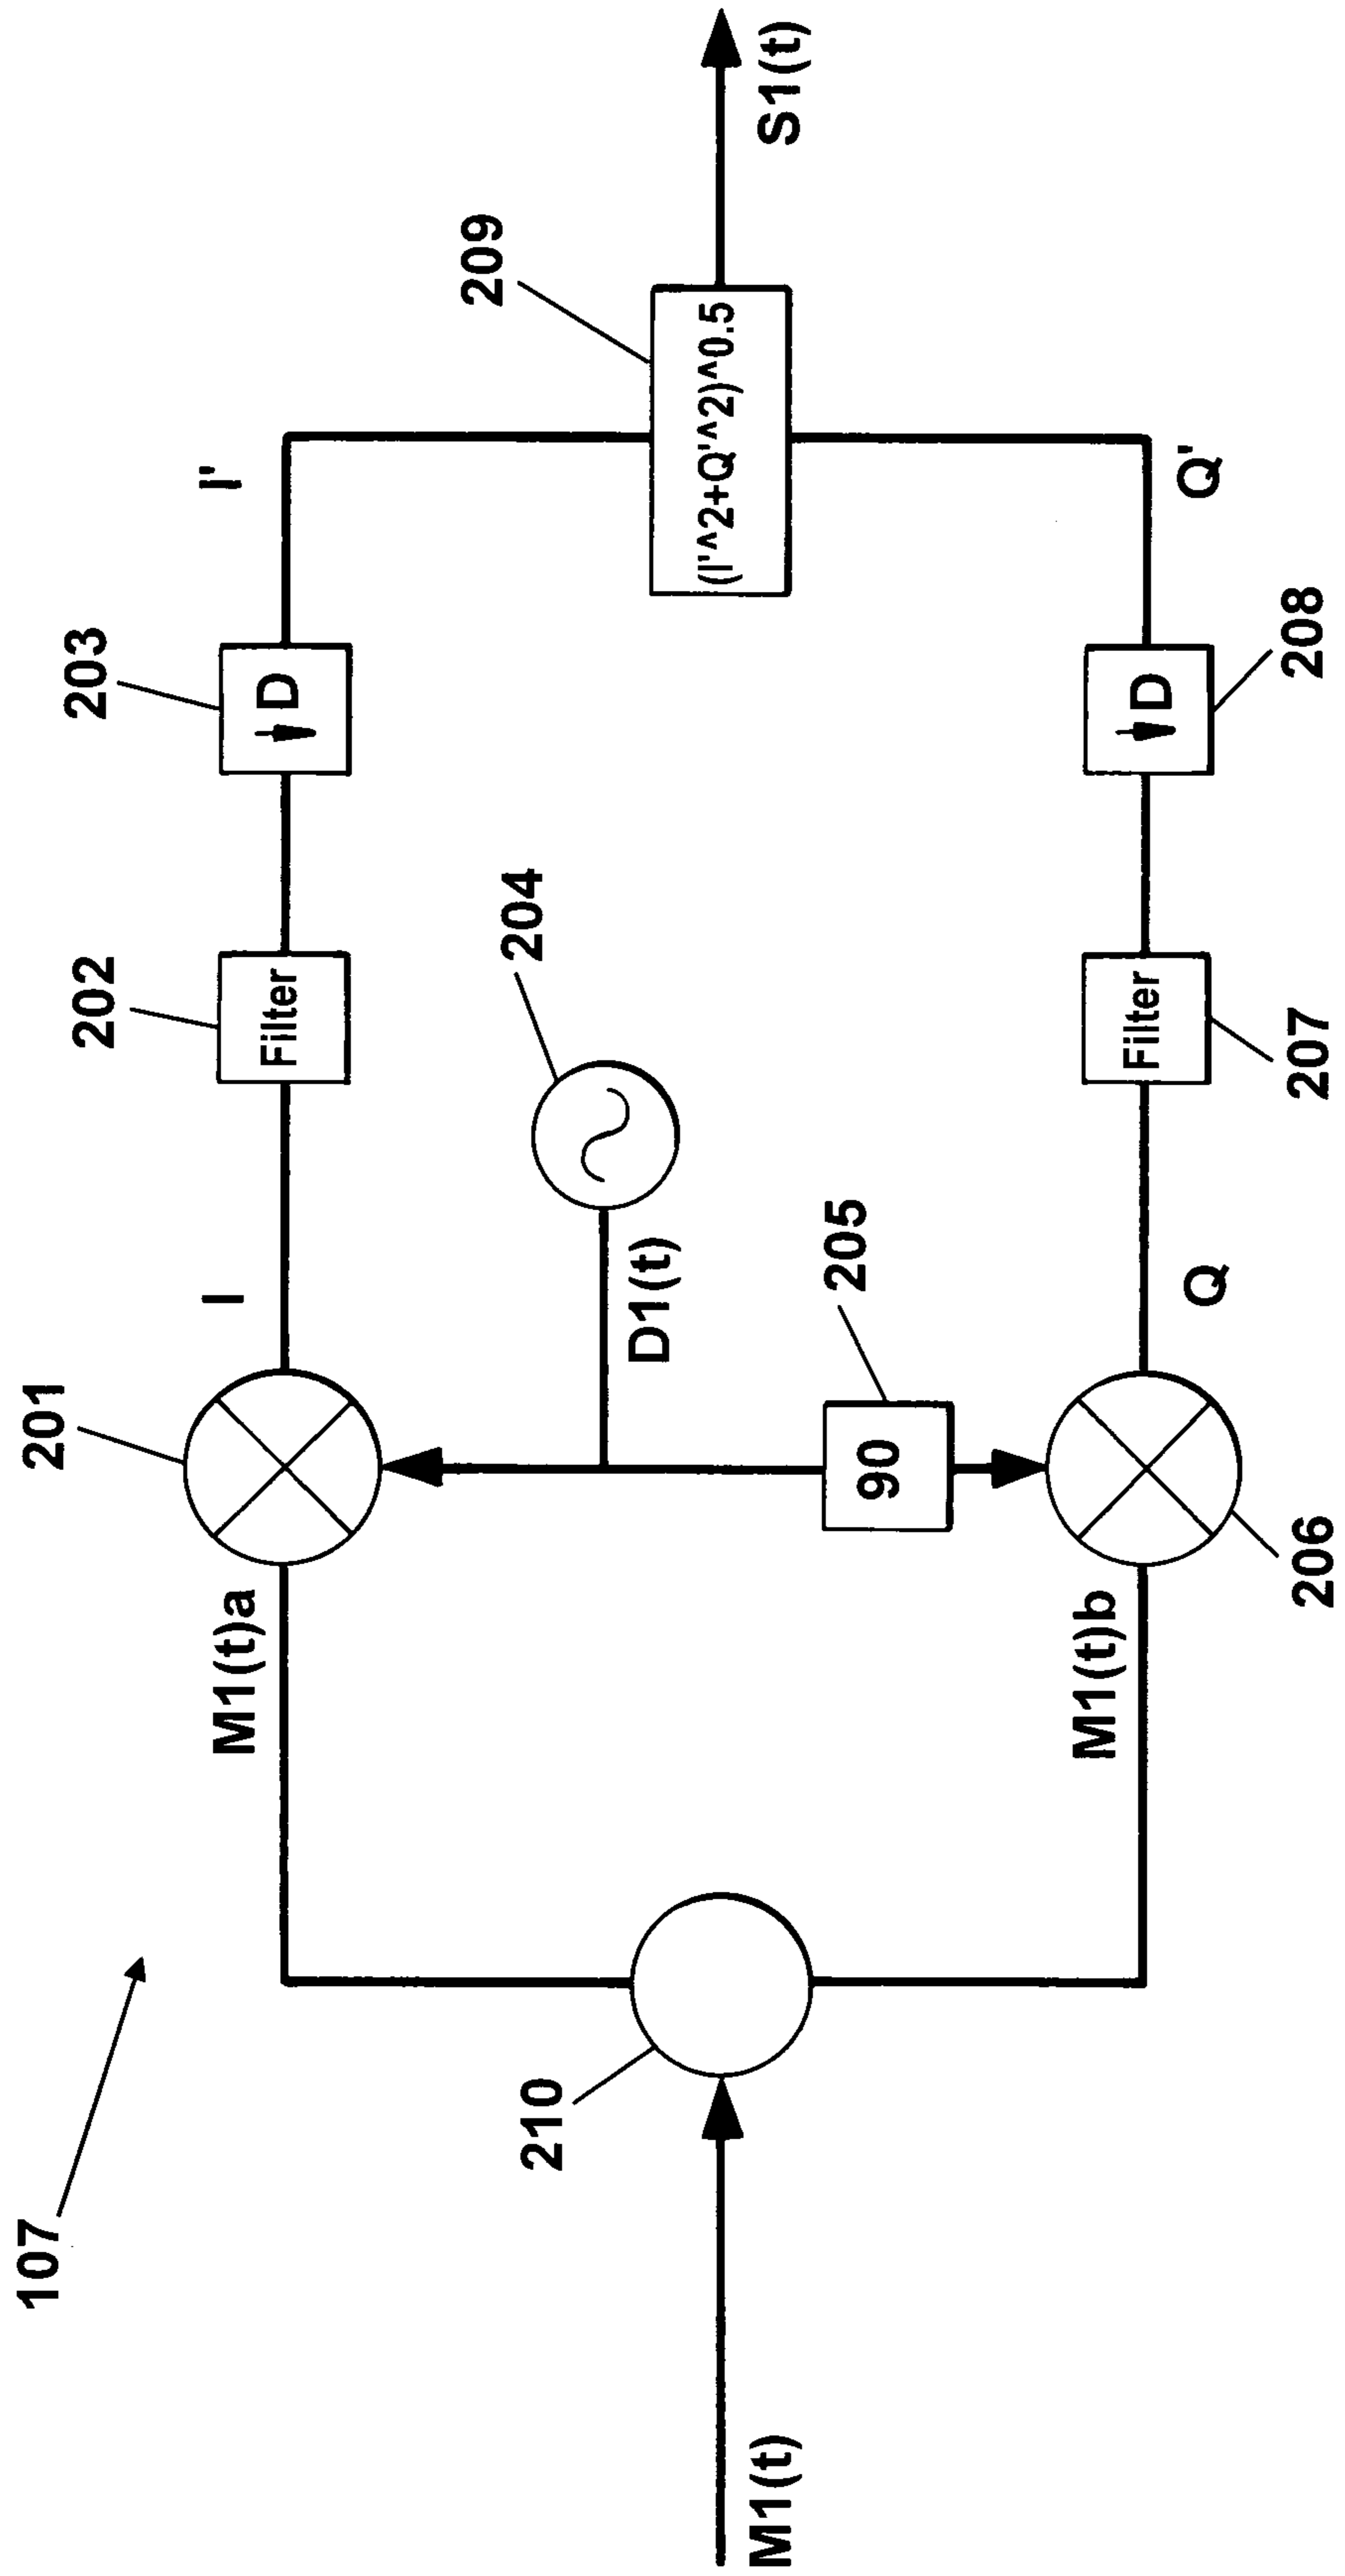 107
M1(t)
210
M1(t)a
M1(t)b
201
206
I
Q
90
205
D1(t)
204
202
Filter
207
Filter
203
D
208
D
I'
Q'
209
(I'^2+Q'^2)^0.5
S1(t)